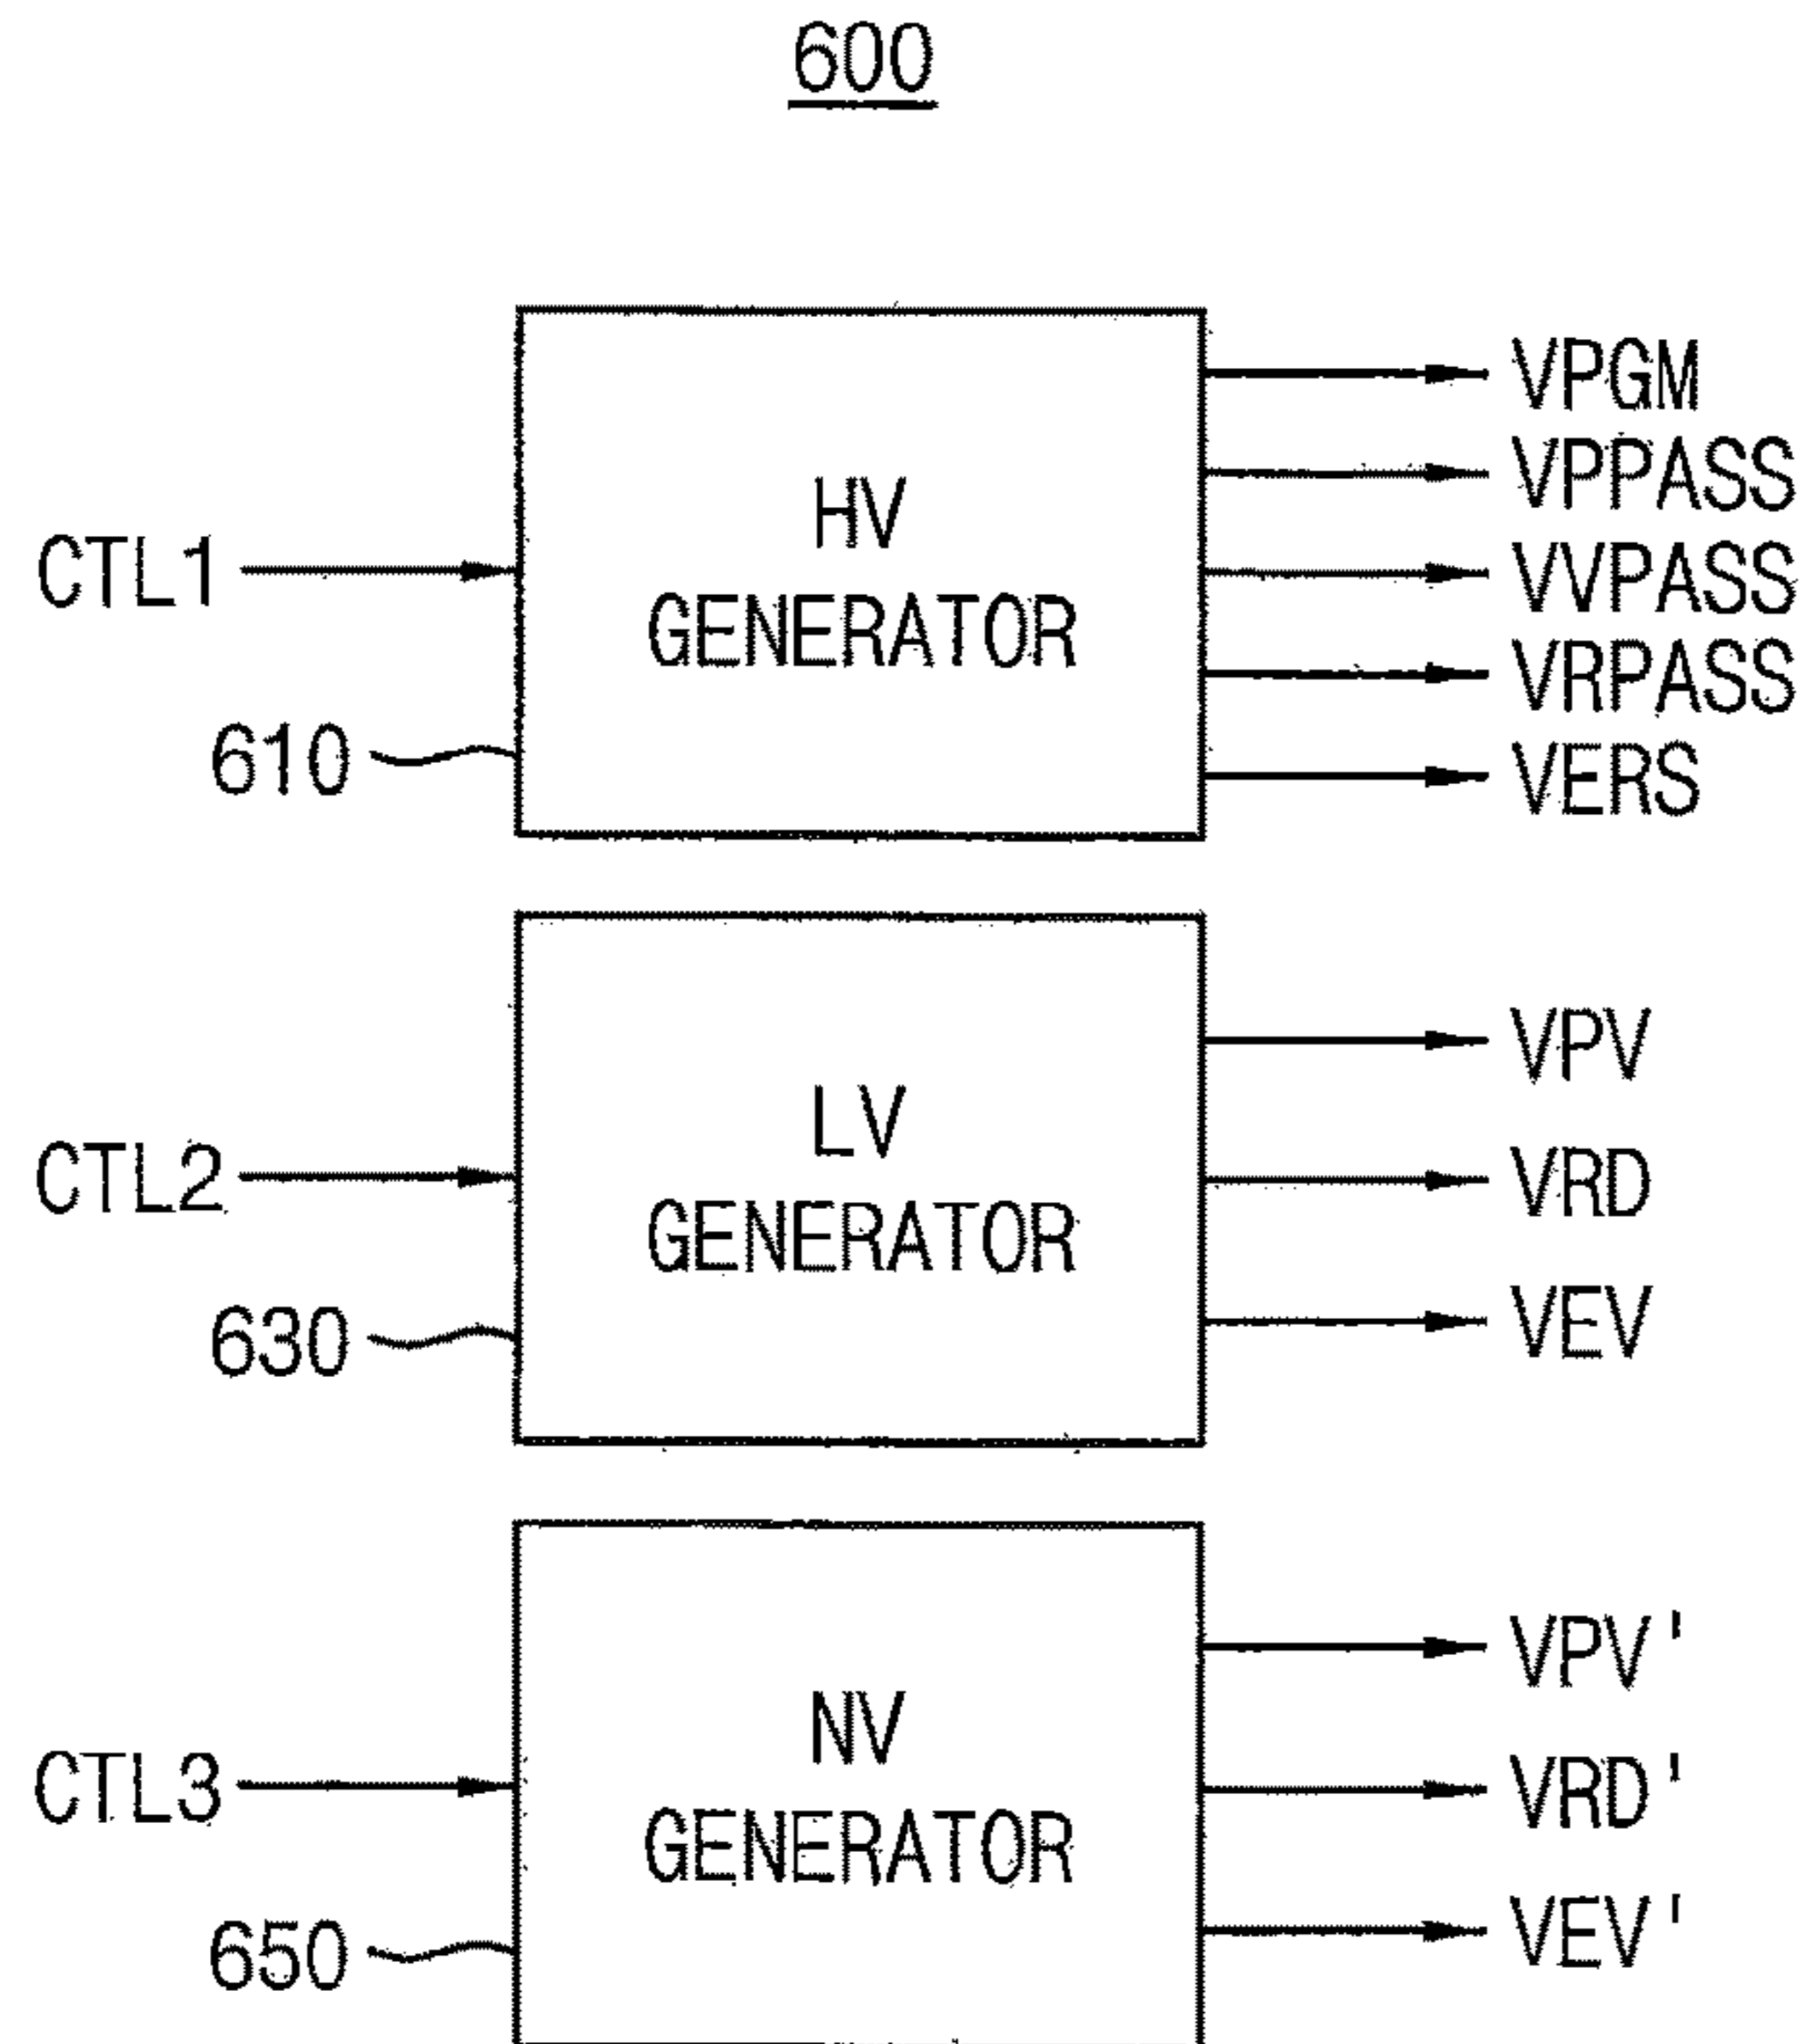 600
HV
GENERATOR
CTL1
610
VPGM
VPPASS
VVPASS
VRPASS
VERS
LV
GENERATOR
CTL2
630
VPV
VRD
VEV
NV
GENERATOR
CTL3
650
VPV'
VRD'
VEV'